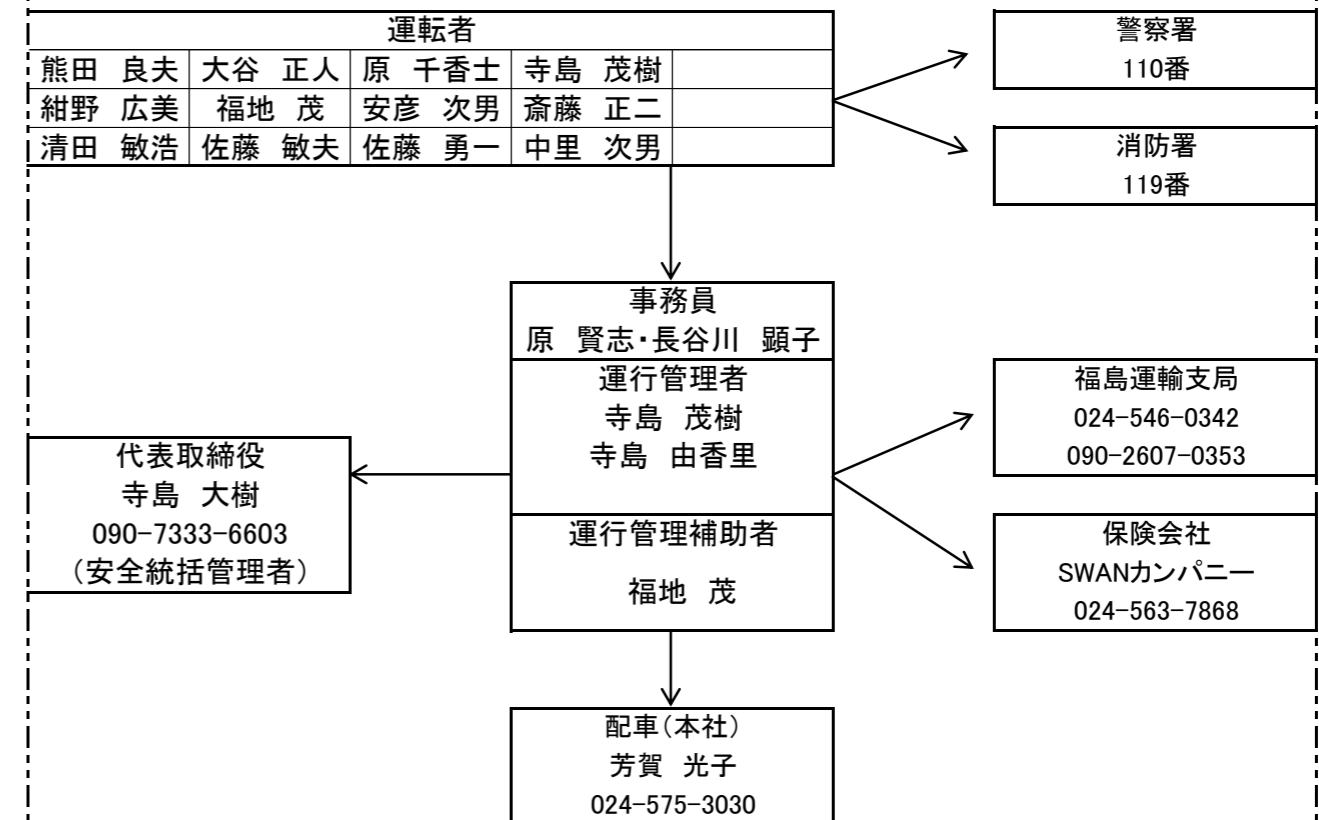 運転者
熊田 良夫 大谷 正人 原 千香士 寺島 茂樹
紺野 広美 福地 茂 安彦 次男 斎藤 正二
清田 敏浩 佐藤 敏夫 佐藤 勇一 中里 次男
警察署
110番
消防署
119番
事務員
原 賢志・長谷川 顕子
運行管理者
寺島 茂樹
寺島 由香里
運行管理補助者
福地 茂
代表取締役
寺島 大樹
090-7333-6603
(安全統括管理者)
福島運輸支局
024-546-0342
090-2607-0353
保険会社
SWANカンパニー
024-563-7868
配車(本社)
芳賀 光子
024-575-3030